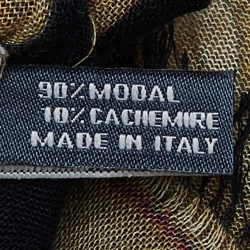 90% MODAL
10% CACHEMIRE
MADE IN ITALY